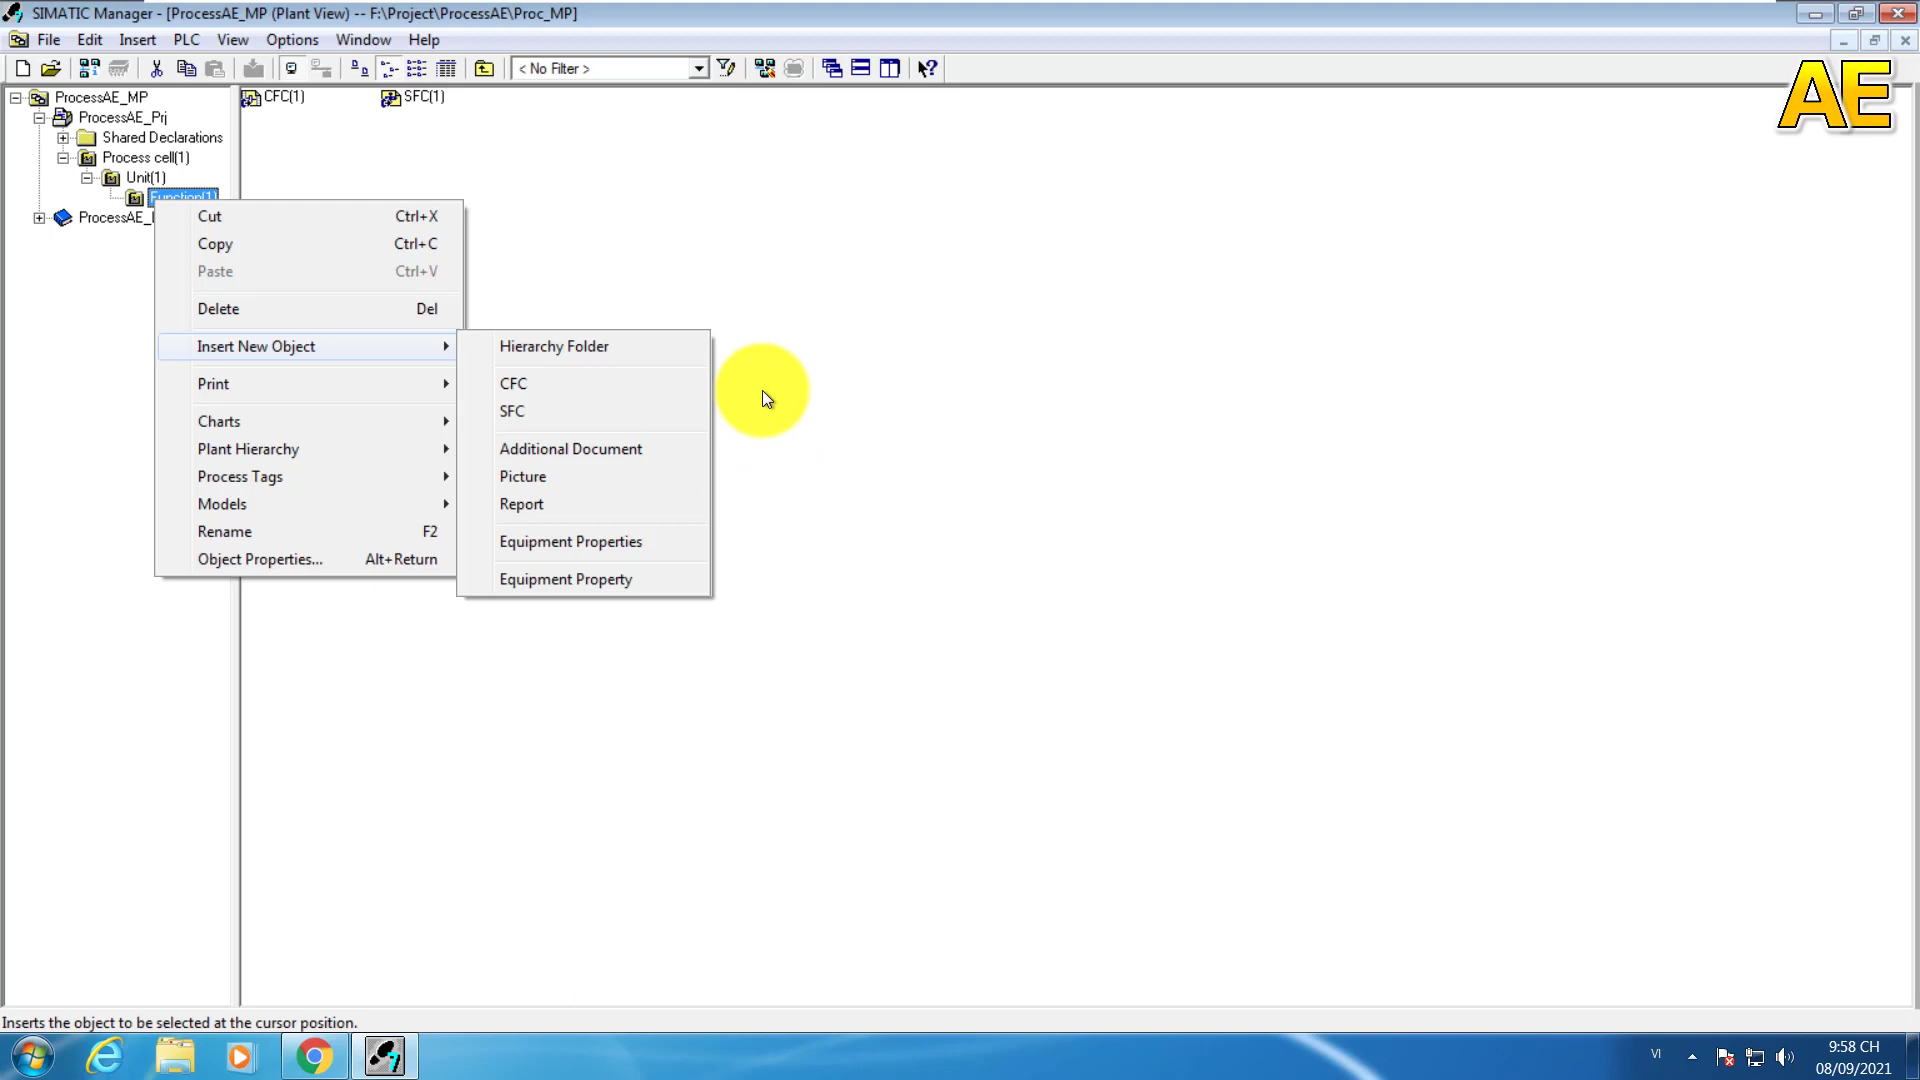 SIMATIC Manager - [ProcessAE_MP (Plant View) -- F:\Project\ProcessAE\Proc_MP]
File Edit Insert PLC View Options Window Help
< No Filter >
AE
ProcessAE_MP
ProcessAE_Prj
Shared Declarations
Process cell(1)
Unit(1)
Function(1)
ProcessAE_
CFC(1) SFC(1)
Cut Ctrl+X
Copy Ctrl+C
Paste Ctrl+V
Delete Del
Insert New Object
Print
Charts
Plant Hierarchy
Process Tags
Models
Rename F2
Object Properties... Alt+Return
Hierarchy Folder
CFC
SFC
Additional Document
Picture
Report
Equipment Properties
Equipment Property
Inserts the object to be selected at the cursor position.
VI
9:58 CH
08/09/2021